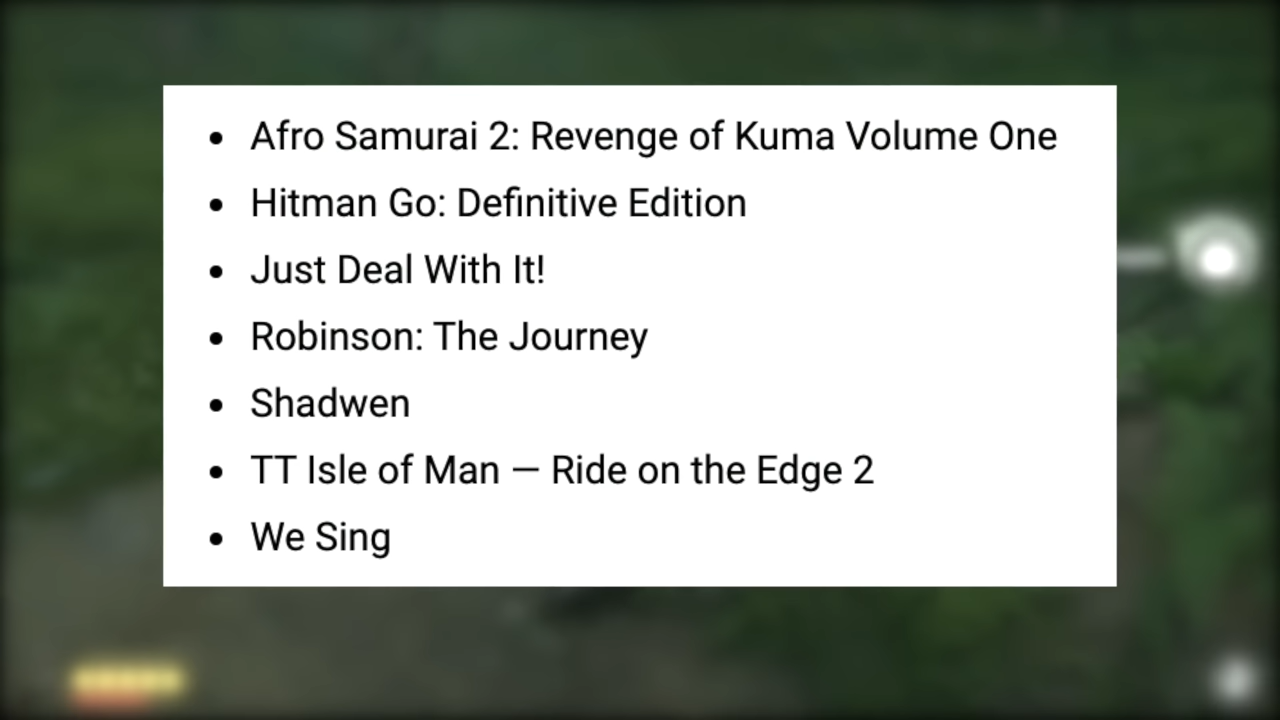 • Afro Samurai 2: Revenge of Kuma Volume One
• Hitman Go: Definitive Edition
• Just Deal With It!
• Robinson: The Journey
• Shadwen
• TT Isle of Man — Ride on the Edge 2
• We Sing